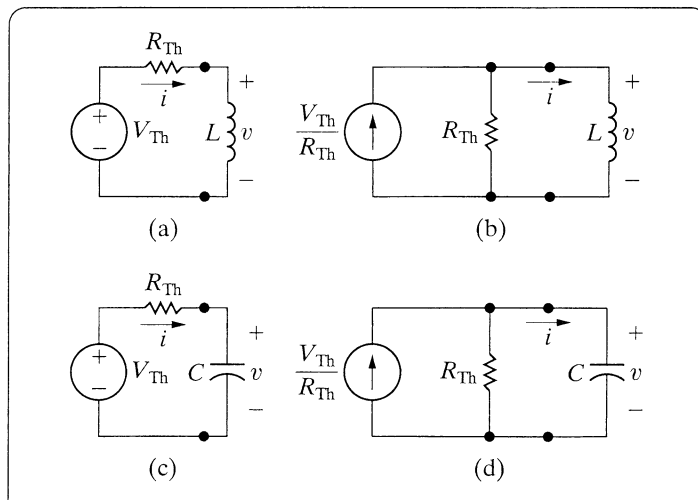 R_Th
i
+
−
V_Th
L
+
v
−
(a)
V_Th
R_Th
R_Th
i
L
+
v
−
(b)
R_Th
i
+
−
V_Th
C
+
v
−
(c)
V_Th
R_Th
R_Th
i
C
+
v
−
(d)